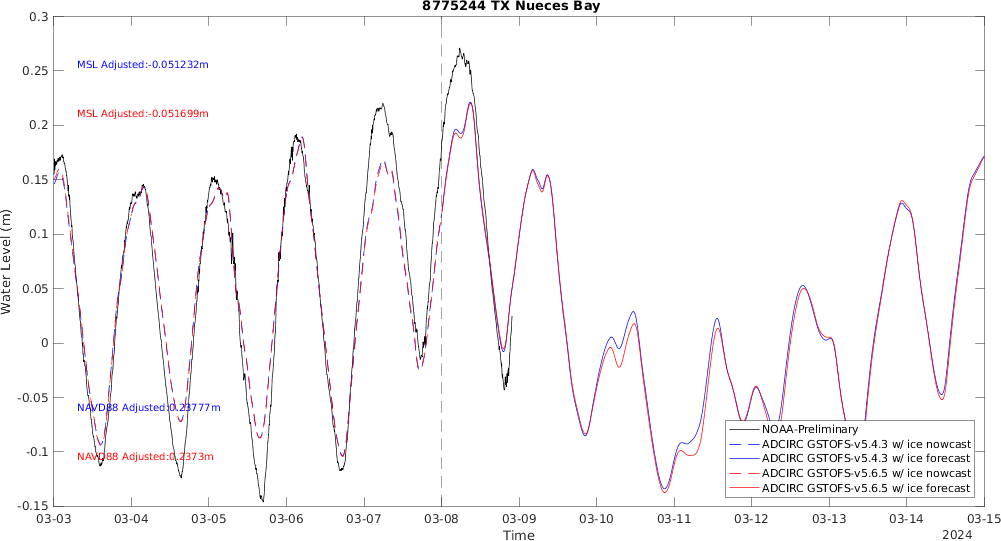 8775244 TX Nueces Bay
0.3
0.25
0.2
0.15
0.1
0.05
0
-0.05
-0.1
-0.15
Water Level (m)
MSL Adjusted:-0.051232m
MSL Adjusted:-0.051699m
NAVD88 Adjusted:0.23777m
NAVD88 Adjusted:0.2373m
NOAA-Preliminary
ADCIRC GSTOFS-v5.4.3 w/ ice nowcast
ADCIRC GSTOFS-v5.4.3 w/ ice forecast
ADCIRC GSTOFS-v5.6.5 w/ ice nowcast
ADCIRC GSTOFS-v5.6.5 w/ ice forecast
03-03 03-04 03-05 03-06 03-07 03-08 03-09 03-10 03-11 03-12 03-13 03-14 03-15
Time
2024